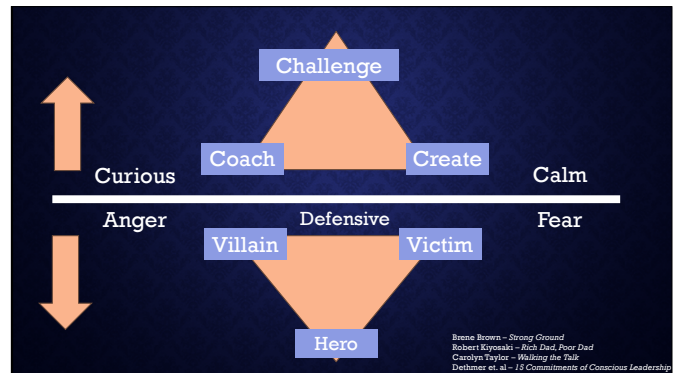 Challenge
Coach
Create
Curious
Calm
Anger
Defensive
Fear
Villain
Victim
Hero
Brene Brown – Strong Ground
Robert Kiyosaki – Rich Dad, Poor Dad
Carolyn Taylor – Walking the Talk
Dethmer et. al – 15 Commitments of Conscious Leadership